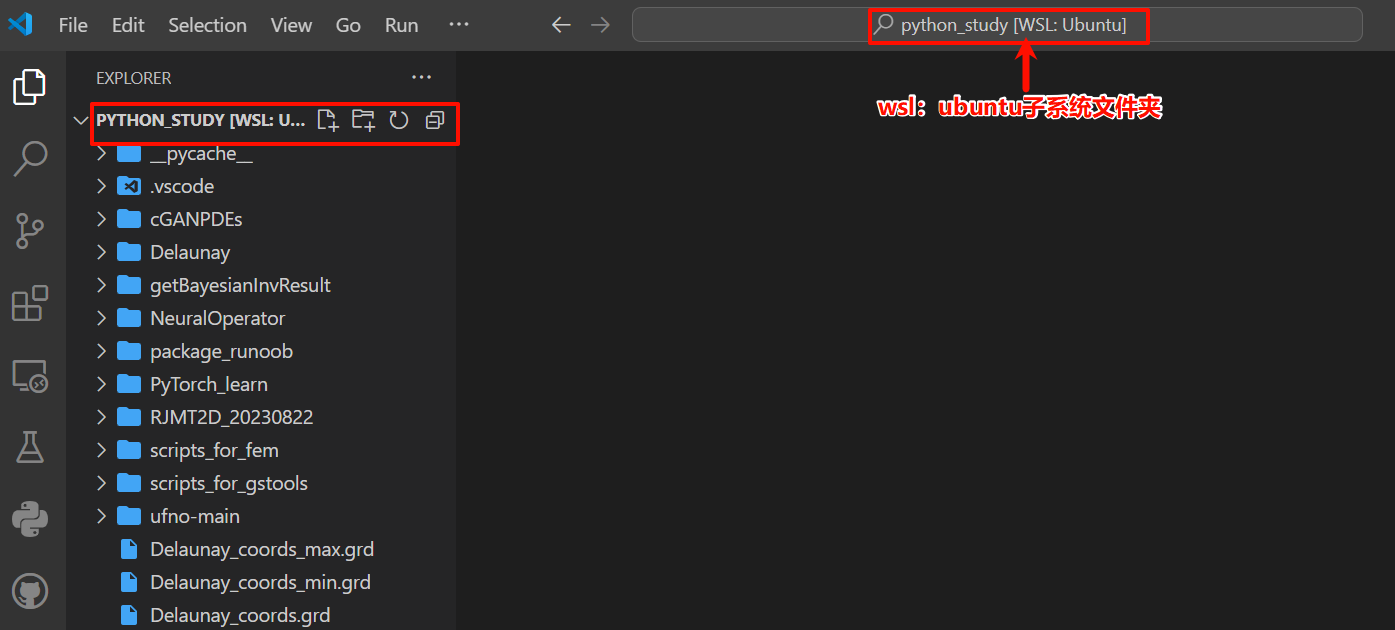 File Edit Selection View Go Run ···
python_study [WSL: Ubuntu]
wsl：ubuntu子系统文件夹
EXPLORER
PYTHON_STUDY [WSL: U...
__pycache__
.vscode
cGANPDEs
Delaunay
getBayesianInvResult
NeuralOperator
package_runoob
PyTorch_learn
RJMT2D_20230822
scripts_for_fem
scripts_for_gstools
ufno-main
Delaunay_coords_max.grd
Delaunay_coords_min.grd
Delaunay_coords.grd